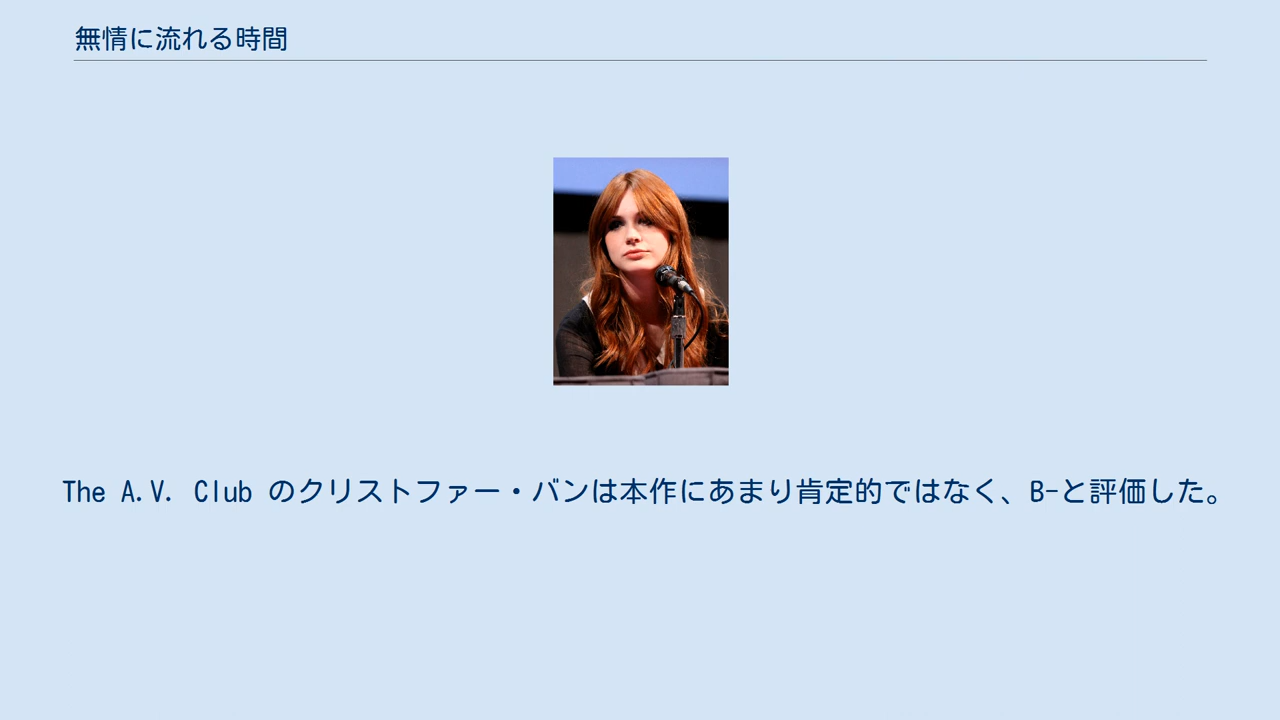 無情に流れる時間
The A.V. Club のクリストファー・バンは本作にあまり肯定的ではなく、B-と評価した。